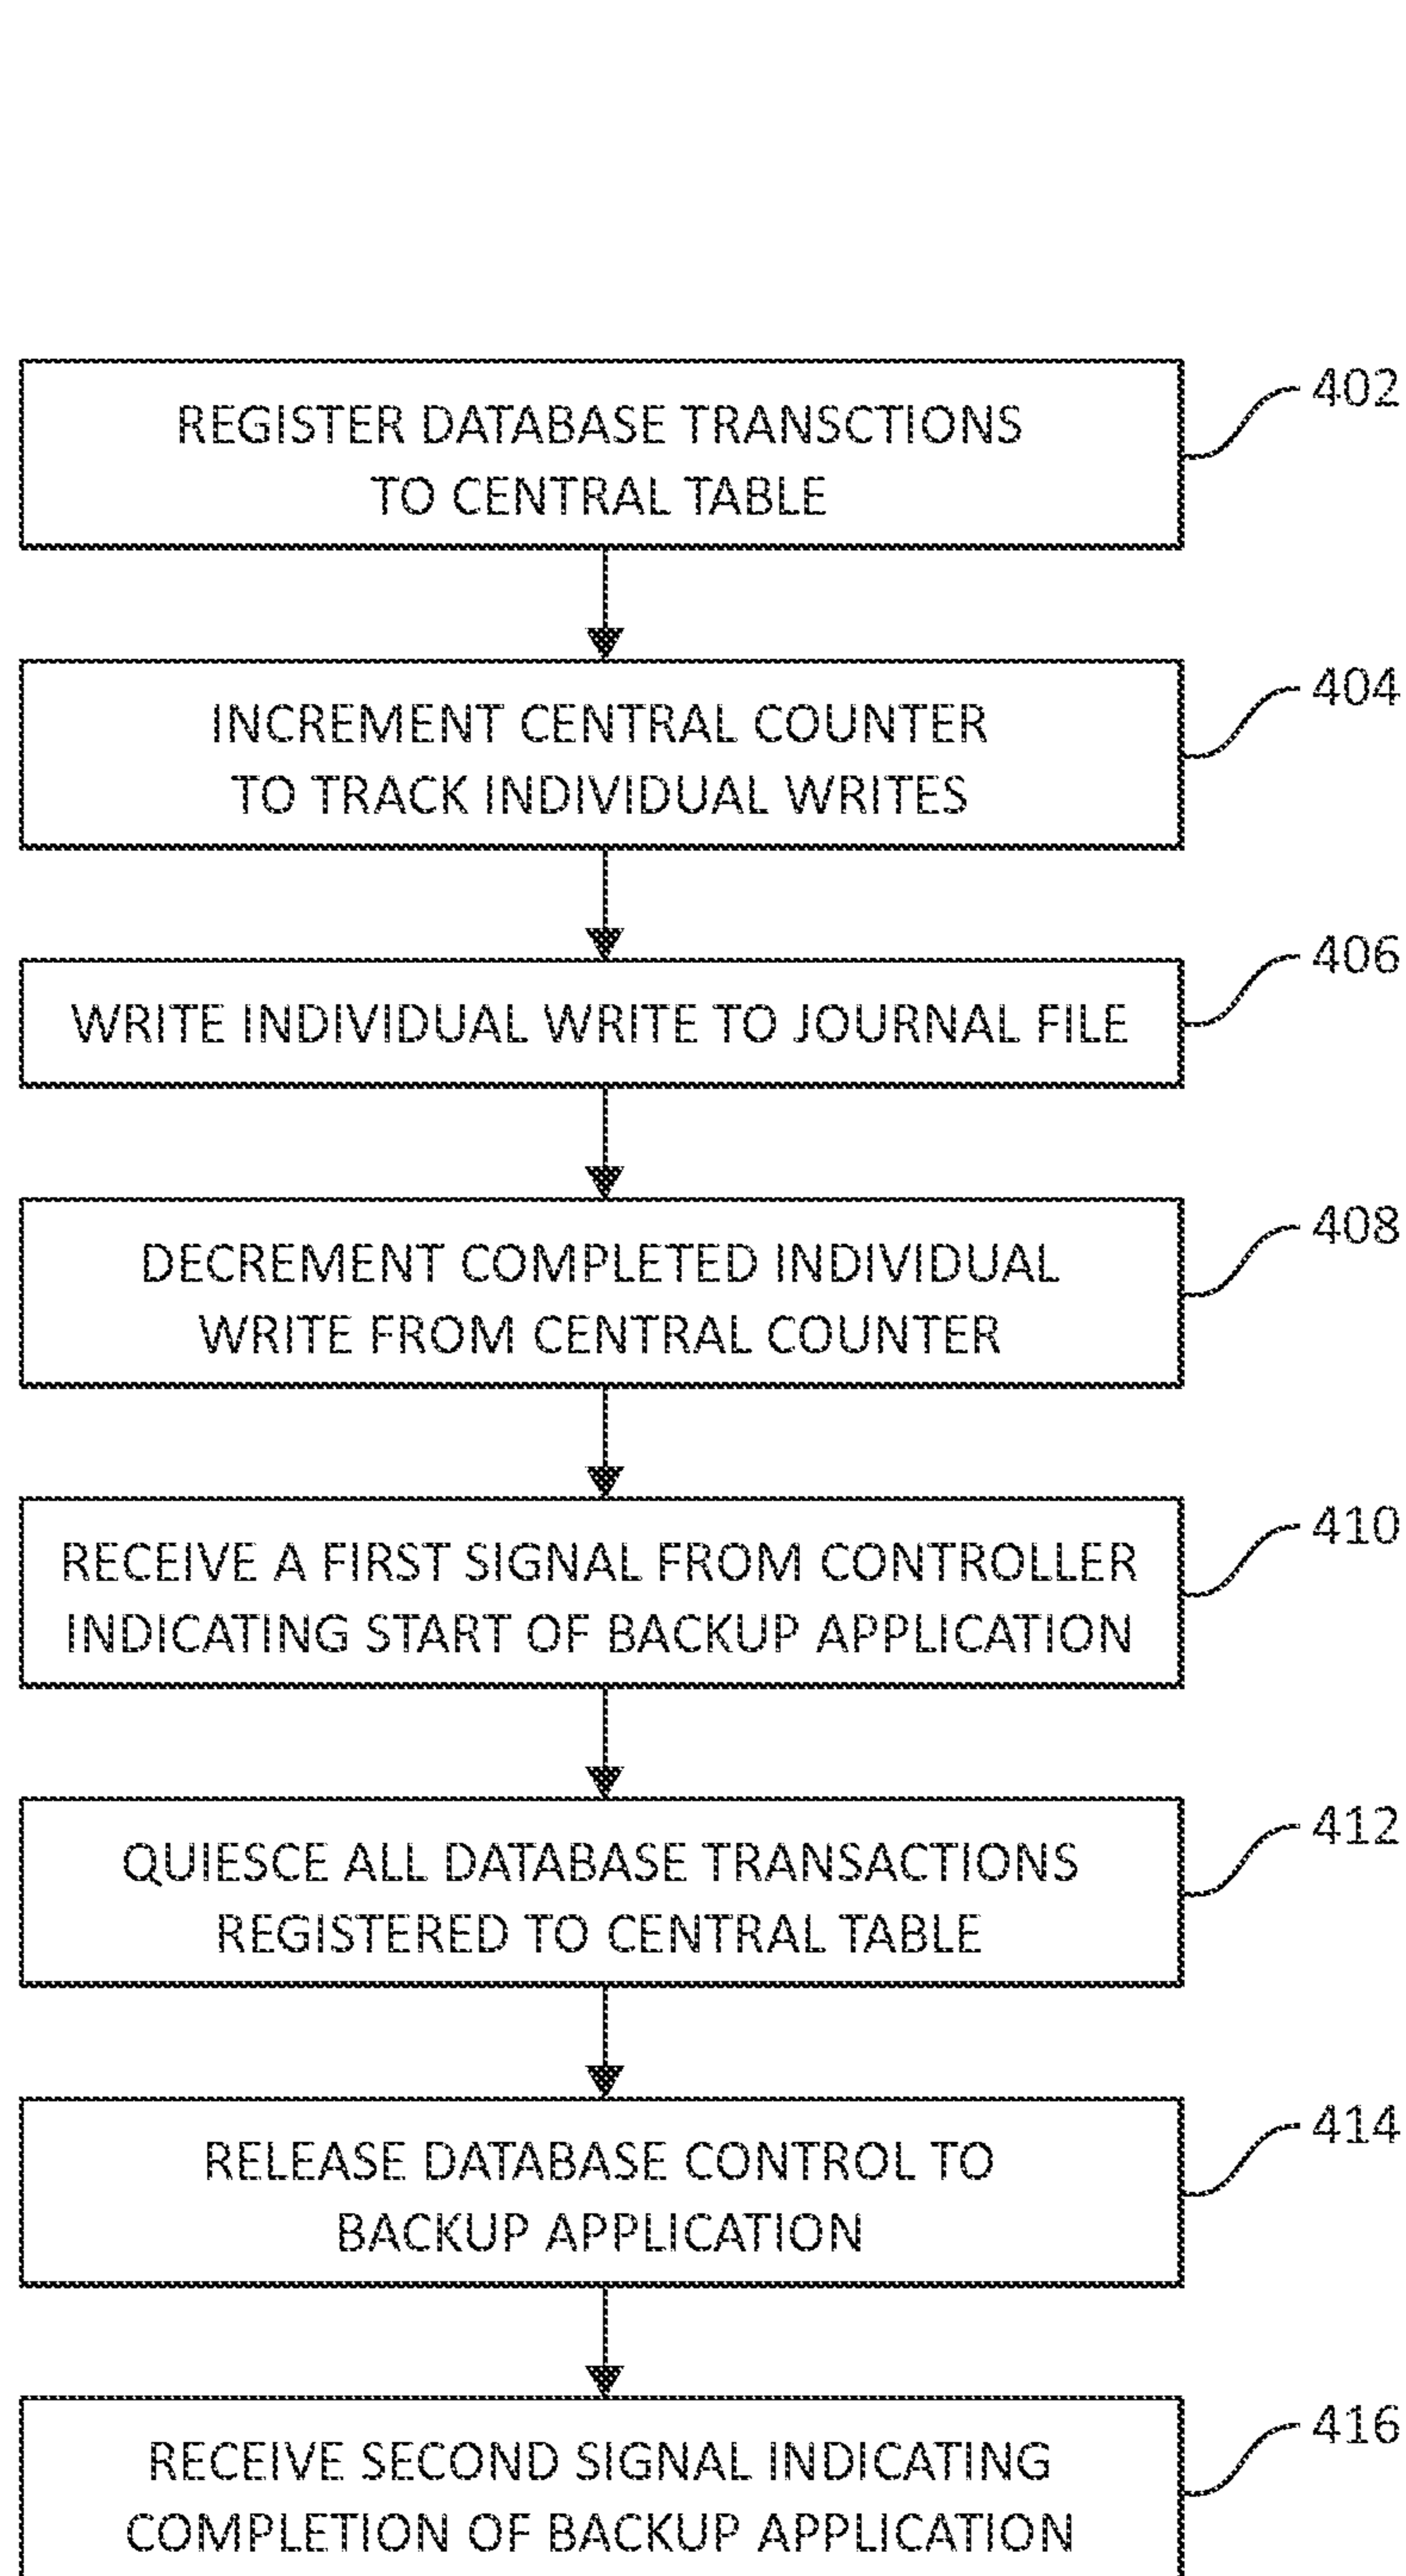 402
REGISTER DATABASE TRANSCTIONS
TO CENTRAL TABLE
404
INCREMENT CENTRAL COUNTER
TO TRACK INDIVIDUAL WRITES
406
WRITE INDIVIDUAL WRITE TO JOURNAL FILE
408
DECREMENT COMPLETED INDIVIDUAL
WRITE FROM CENTRAL COUNTER
410
RECEIVE A FIRST SIGNAL FROM CONTROLLER
INDICATING START OF BACKUP APPLICATION
412
QUIESCE ALL DATABASE TRANSACTIONS
REGISTERED TO CENTRAL TABLE
414
RELEASE DATABASE CONTROL TO
BACKUP APPLICATION
416
RECEIVE SECOND SIGNAL INDICATING
COMPLETION OF BACKUP APPLICATION